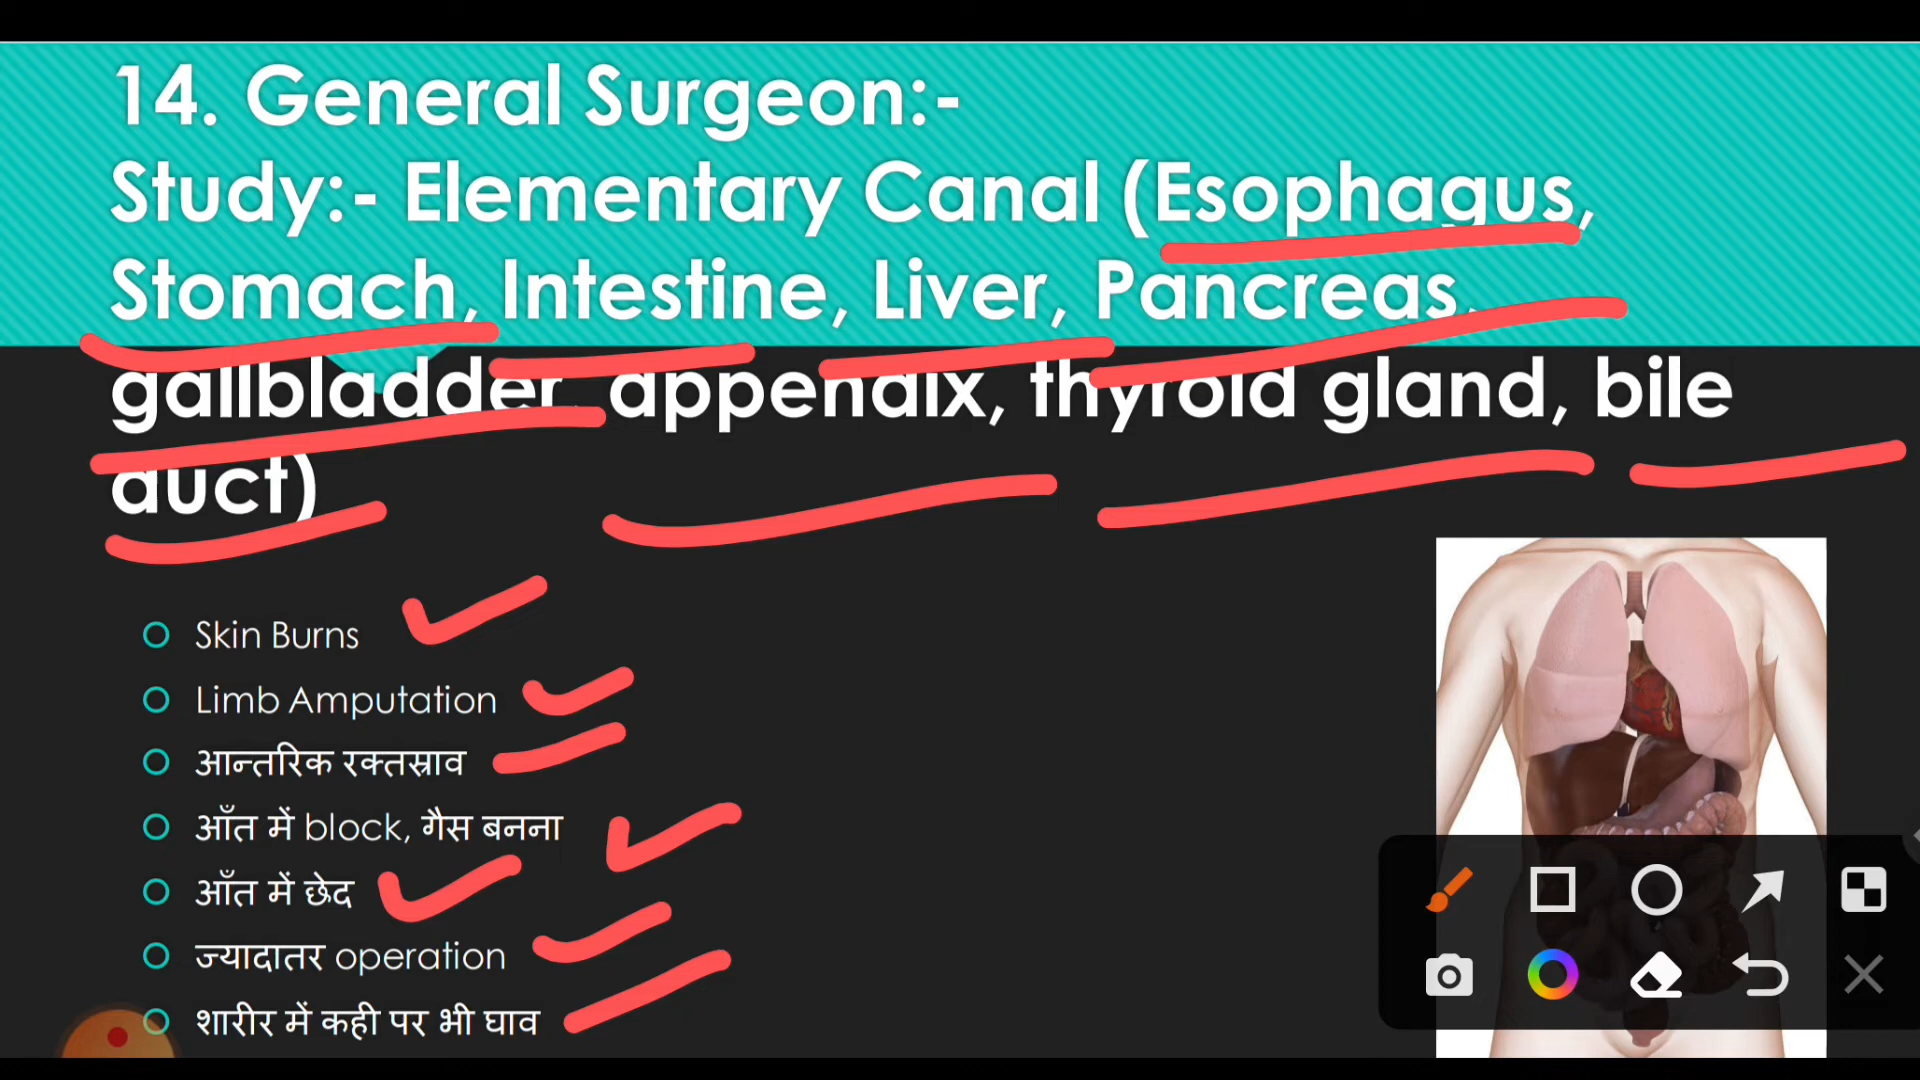 14. General Surgeon:-
Study:- Elementary Canal (Esophagus,
Stomach, Intestine, Liver, Pancreas,
gallbladder, appendix, thyroid gland, bile
duct)
Skin Burns
Limb Amputation
आन्तरिक रक्तस्राव
आँत में block, गैस बनना
आँत में छेद
ज्यादातर operation
शारीर में कही पर भी घाव